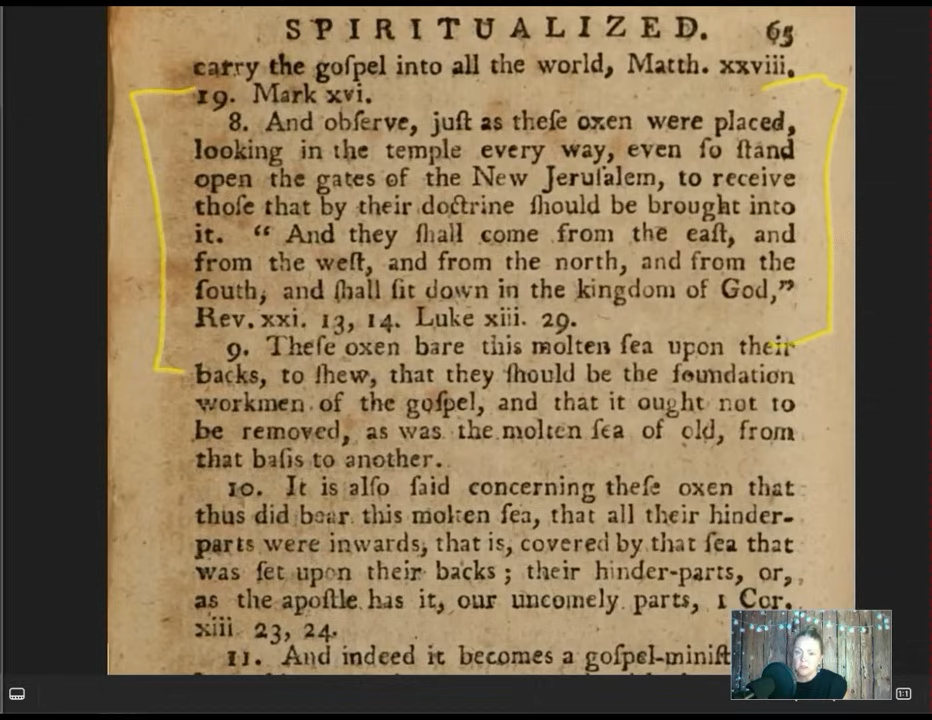 SPIRITUALIZED. 65
carry the goſpel into all the world, Matth. xxviii.
19. Mark xvi.
8. And obſerve, juſt as theſe oxen were placed,
looking in the temple every way, even ſo ſtand
open the gates of the New Jeruſalem, to receive
thoſe that by their doctrine ſhould be brought into
it. “ And they ſhall come from the eaſt, and
from the weſt, and from the north, and from the
ſouth, and ſhall ſit down in the kingdom of God,”
Rev. xxi. 13, 14. Luke xiii. 29.
9. Theſe oxen bare this molten ſea upon their
backs, to ſhew, that they ſhould be the foundation
workmen of the goſpel, and that it ought not to
be removed, as was the molten ſea of old, from
that baſis to another.
10. It is alſo ſaid concerning theſe oxen that
thus did bear this molten ſea, that all their hinder-
parts were inwards, that is, covered by that ſea that
was ſet upon their backs ; their hinder-parts, or,
as the apoſtle has it, our uncomely parts, 1 Cor.
xiii 23, 24.
11. And indeed it becomes a goſpel-miniſt
1:1